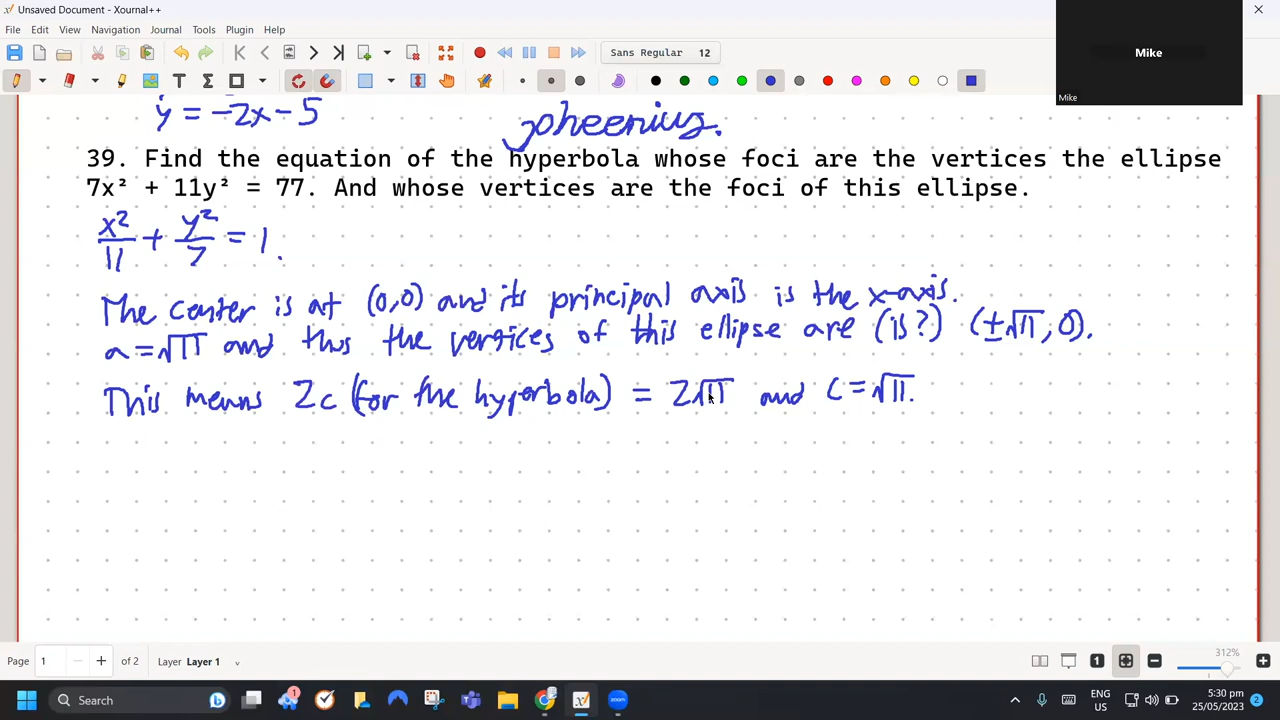 Unsaved Document - Xournal++
File Edit View Navigation Journal Tools Plugin Help
Sans Regular 12
Mike
Mike
y = -2x - 5
39. Find the equation of the hyperbola whose foci are the vertices the ellipse
7x² + 11y² = 77. And whose vertices are the foci of this ellipse.
x²/11 + y²/7 = 1.
The center is at (0,0) and its principal axis is the x-axis.
a = √11 and thus the vertices of this ellipse are (is?) (±√11, 0).
This means 2c (for the hyperbola) = 2√11 and c = √11.
Page 1 of 2 Layer Layer 1
312%
Search
1
ENG
US
5:30 pm
25/05/2023
2